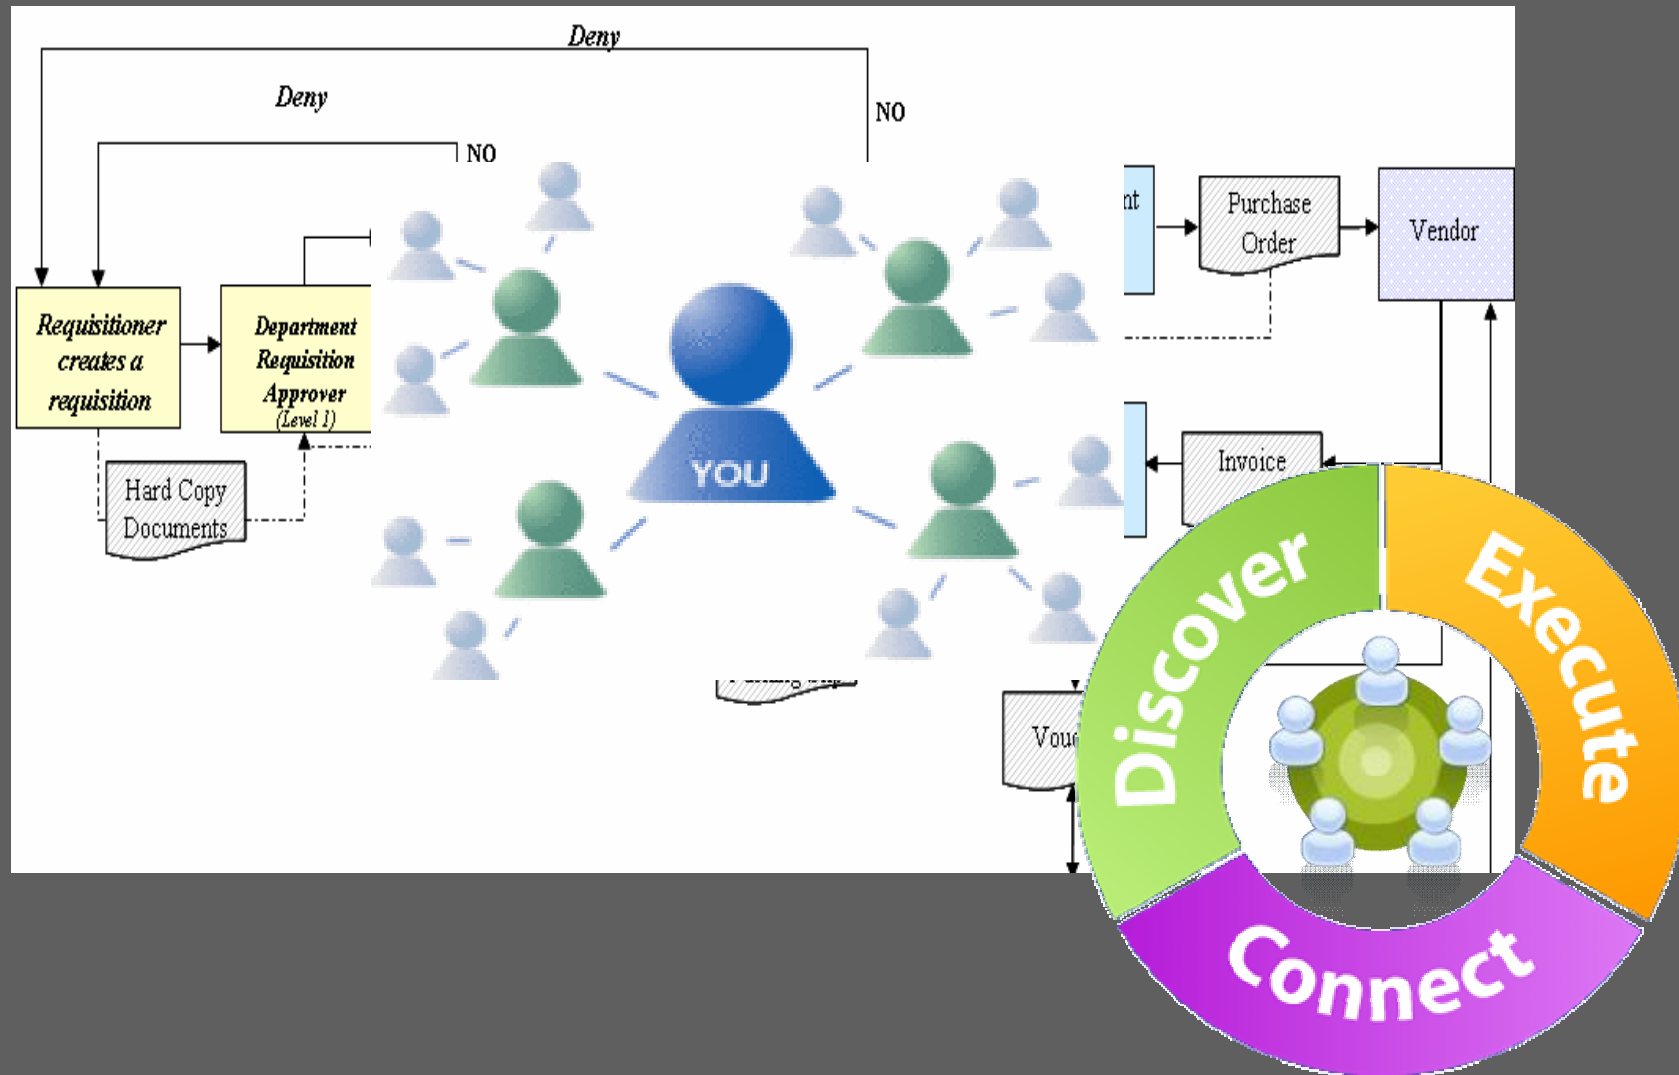 Deny
Deny
NO
NO
Purchase
Order
Vendor
Requisitioner
creates a
requisition
Department
Requisition
Approver
(Level 1)
YOU
Hard Copy
Documents
Invoice
Discover
Execute
Connect